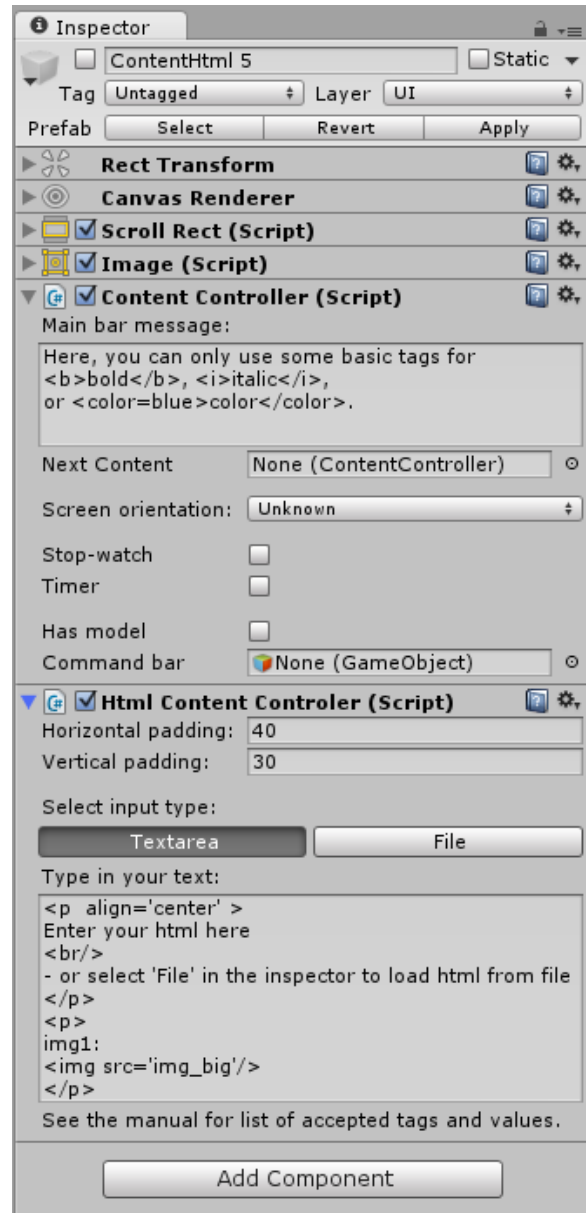 Inspector
ContentHtml 5 Static
Tag Untagged Layer UI
Prefab Select Revert Apply
Rect Transform
Canvas Renderer
Scroll Rect (Script)
Image (Script)
Content Controller (Script)
Main bar message:
Here, you can only use some basic tags for
<b>bold</b>, <i>italic</i>,
or <color=blue>color</color>.
Next Content None (ContentController)
Screen orientation: Unknown
Stop-watch
Timer
Has model
Command bar None (GameObject)
Html Content Controler (Script)
Horizontal padding: 40
Vertical padding: 30
Select input type:
Textarea File
Type in your text:
<p  align='center' >
Enter your html here
<br/>
- or select 'File' in the inspector to load html from file
</p>
<p>
img1:
<img src='img_big'/>
</p>
See the manual for list of accepted tags and values.
Add Component